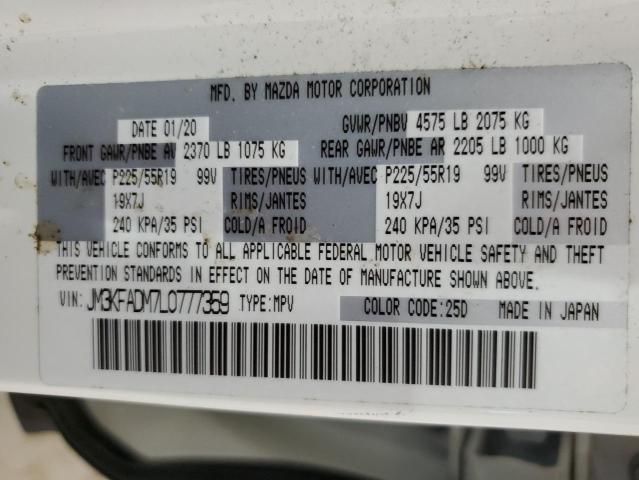 MFD. BY MAZDA MOTOR CORPORATION
DATE 01/20 GVWR/PNBV 4575 LB 2075 KG
FRONT GAWR/PNBE AV 2370 LB 1075 KG REAR GAWR/PNBE AR 2205 LB 1000 KG
WITH/AVEC P225/55R19 99V TIRES/PNEUS WITH/AVEC P225/55R19 99V TIRES/PNEUS
19X7J RIMS/JANTES 19X7J RIMS/JANTES
240 KPA/35 PSI COLD/A FROID 240 KPA/35 PSI COLD/A FROID
THIS VEHICLE CONFORMS TO ALL APPLICABLE FEDERAL MOTOR VEHICLE SAFETY AND THEFT
PREVENTION STANDARDS IN EFFECT ON THE DATE OF MANUFACTURE SHOWN ABOVE.
VIN: JM3KFADM7L0777359 TYPE:MPV COLOR CODE:25D MADE IN JAPAN